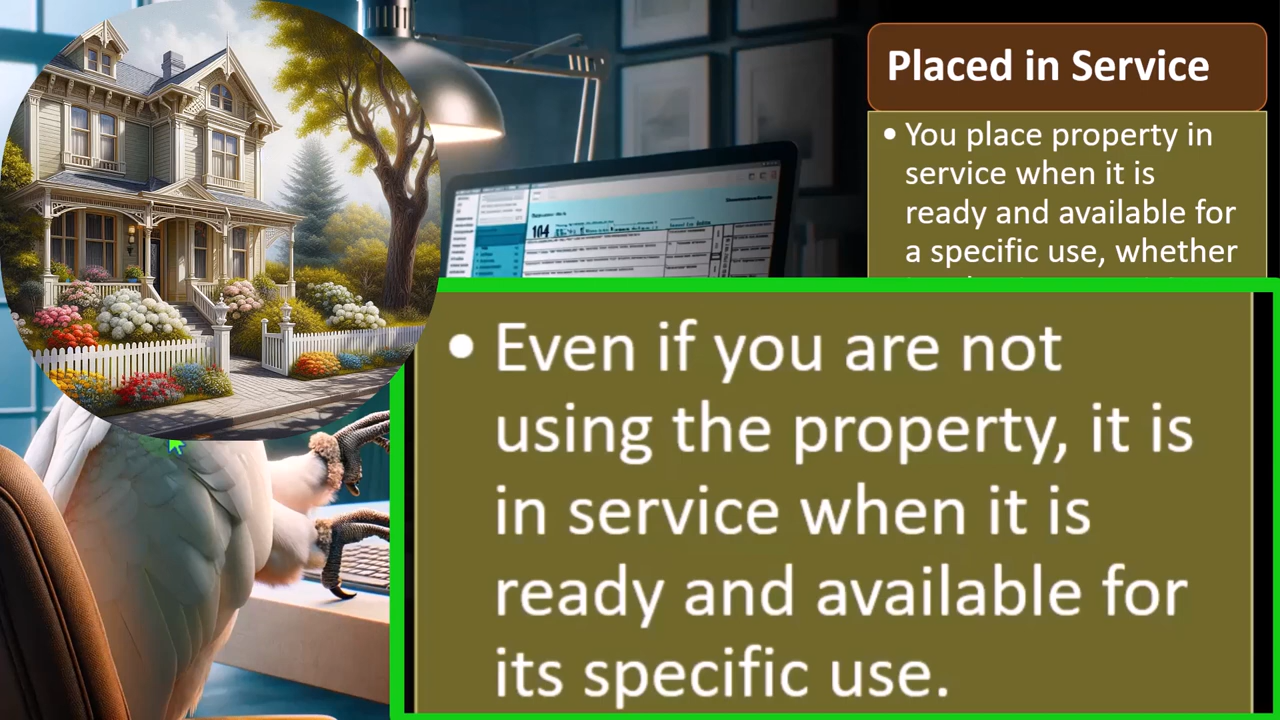 Placed in Service
• You place property in
service when it is
ready and available for
a specific use, whether
• Even if you are not
using the property, it is
in service when it is
ready and available for
its specific use.
104